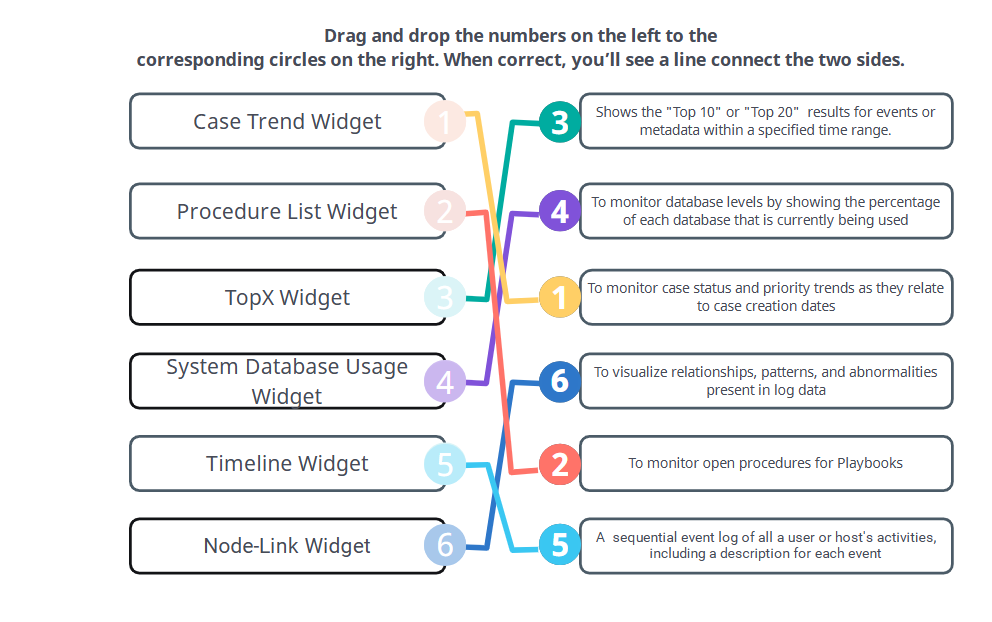 Drag and drop the numbers on the left to the
corresponding circles on the right. When correct, you’ll see a line connect the two sides.
Case Trend Widget
1
3
Shows the "Top 10" or "Top 20" results for events or
metadata within a specified time range.
Procedure List Widget
2
4
To monitor database levels by showing the percentage
of each database that is currently being used
TopX Widget
3
1
To monitor case status and priority trends as they relate
to case creation dates
System Database Usage
Widget
4
6
To visualize relationships, patterns, and abnormalities
present in log data
Timeline Widget
5
2
To monitor open procedures for Playbooks
Node-Link Widget
6
5
A sequential event log of all a user or host's activities,
including a description for each event